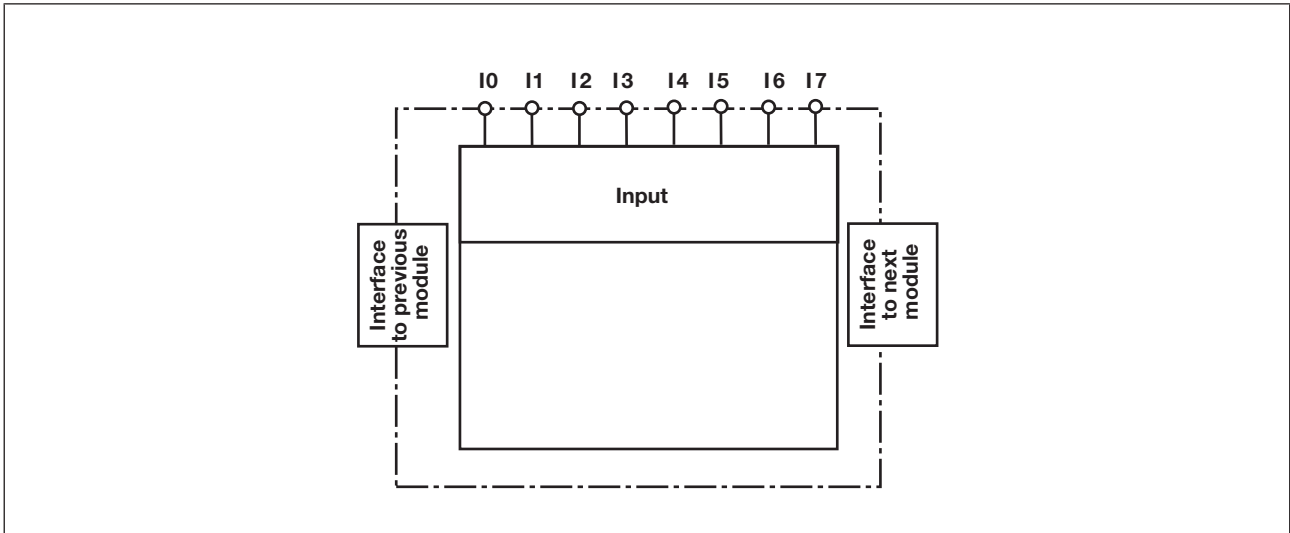 I0 I1 I2 I3 I4 I5 I6 I7
Input
Interface
to previous
module
Interface
to next
module